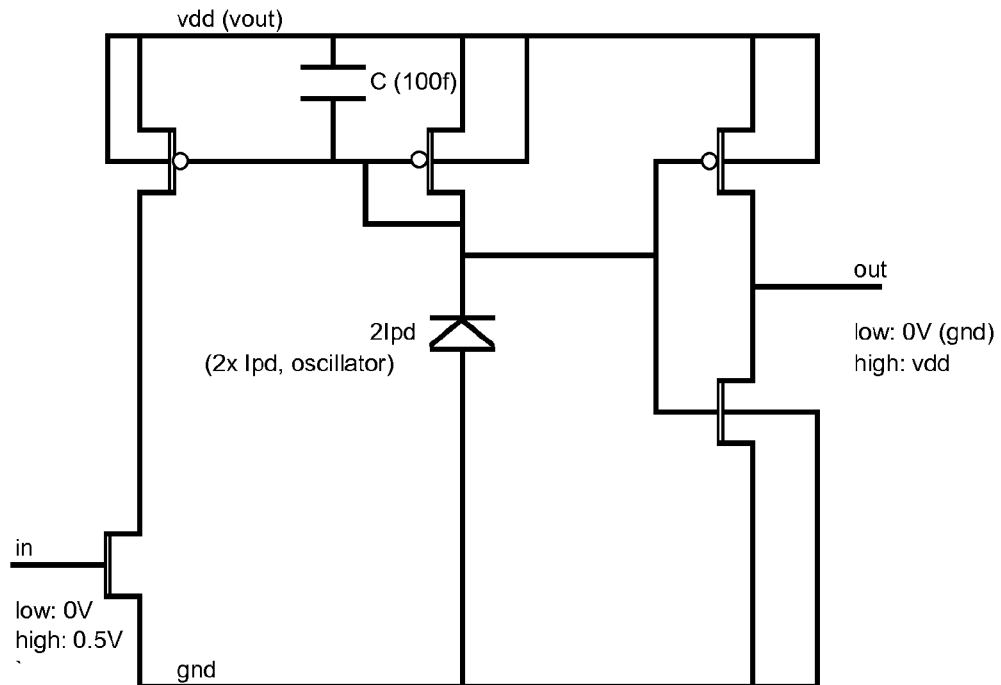 vdd (vout)
C (100f)
out
2Ipd
low: 0V (gnd)
(2x Ipd, oscillator)
high: vdd
in
low: 0V
high: 0.5V
`
gnd